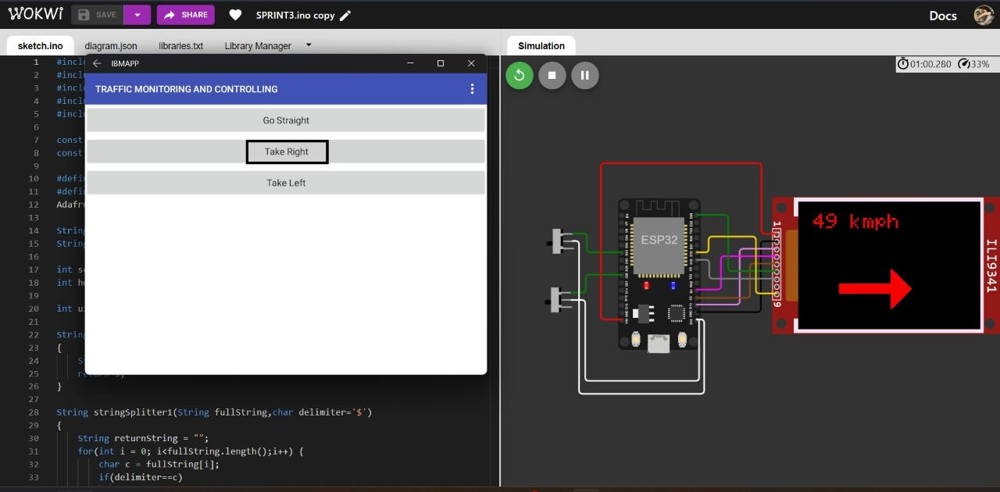 WOKWi SAVE SHARE SPRINT3.ino copy Docs
sketch.ino diagram.json libraries.txt Library Manager Simulation
IBMAPP
TRAFFIC MONITORING AND CONTROLLING
Go Straight
Take Right
Take Left
01:00.280 33%
1 #inclu
2 #inclu
3 #inclu
4 #inclu
5 #inclu
6
7 const
8 const
9
10 #defi
11 #defi
12 Adafru
13
14 String
15 String
16
17 int se
18 int ho
19
20 int ui
21
22 String
23 {
24 S
25 return s;
26 }
27
28 String stringSplitter1(String fullString,char delimiter='$')
29 {
30 String returnString = "";
31 for(int i = 0; i<fullString.length();i++) {
32 char c = fullString[i];
33 if(delimiter==c)
ESP32
1
9
49 kmph
ILI9341